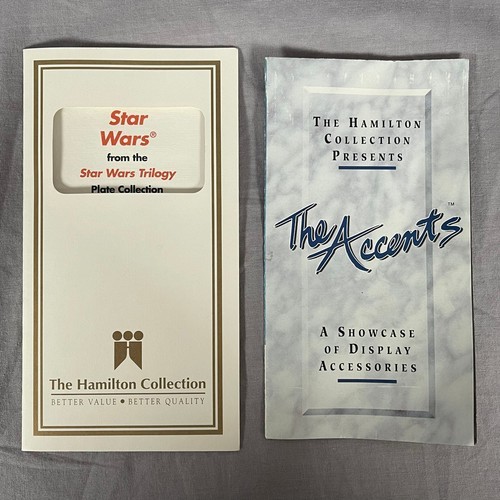 Star
Wars®
from the
Star Wars Trilogy
Plate Collection
The Hamilton Collection
BETTER VALUE • BETTER QUALITY
THE HAMILTON
COLLECTION
PRESENTS
The Accents™
A SHOWCASE
OF DISPLAY
ACCESSORIES